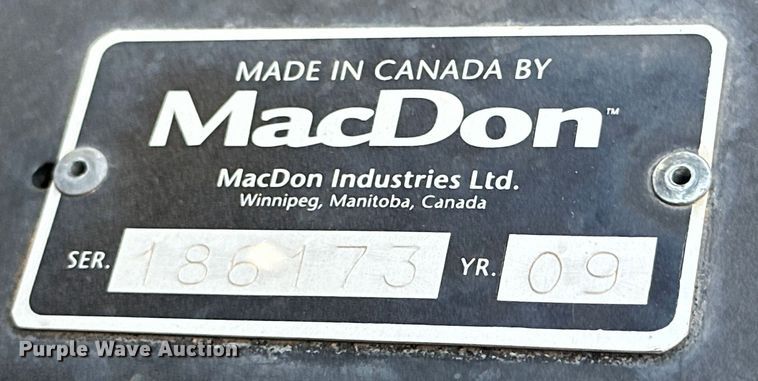 MADE IN CANADA BY
MacDon™
MacDon Industries Ltd.
Winnipeg, Manitoba, Canada
SER. 186173 YR. 09
Purple Wave Auction